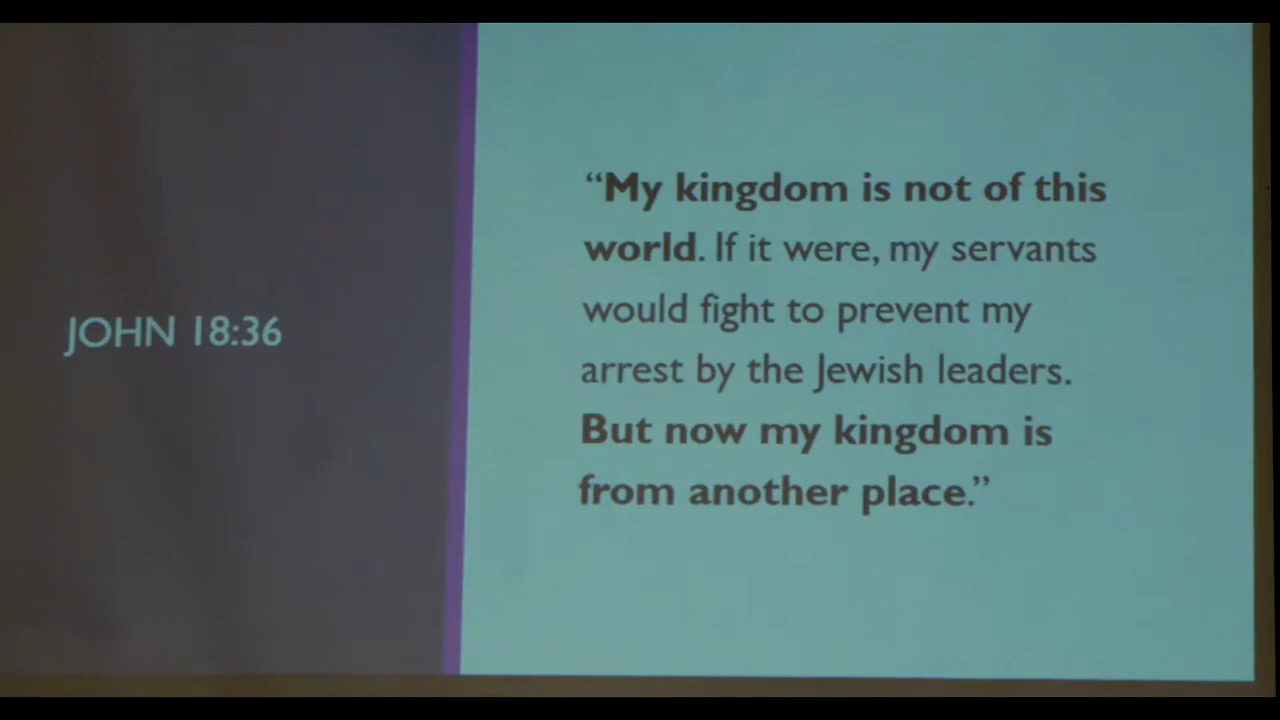 JOHN 18:36
“My kingdom is not of this
world. If it were, my servants
would fight to prevent my
arrest by the Jewish leaders.
But now my kingdom is
from another place.”